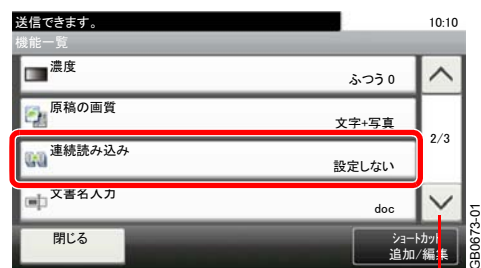 送信できます。 10:10
機能一覧
濃度
ふつう 0
原稿の画質
文字+写真
2/3
連続読み込み
設定しない
文書名入力
doc
閉じる
ショートカット
追加/編集
GB0673-01